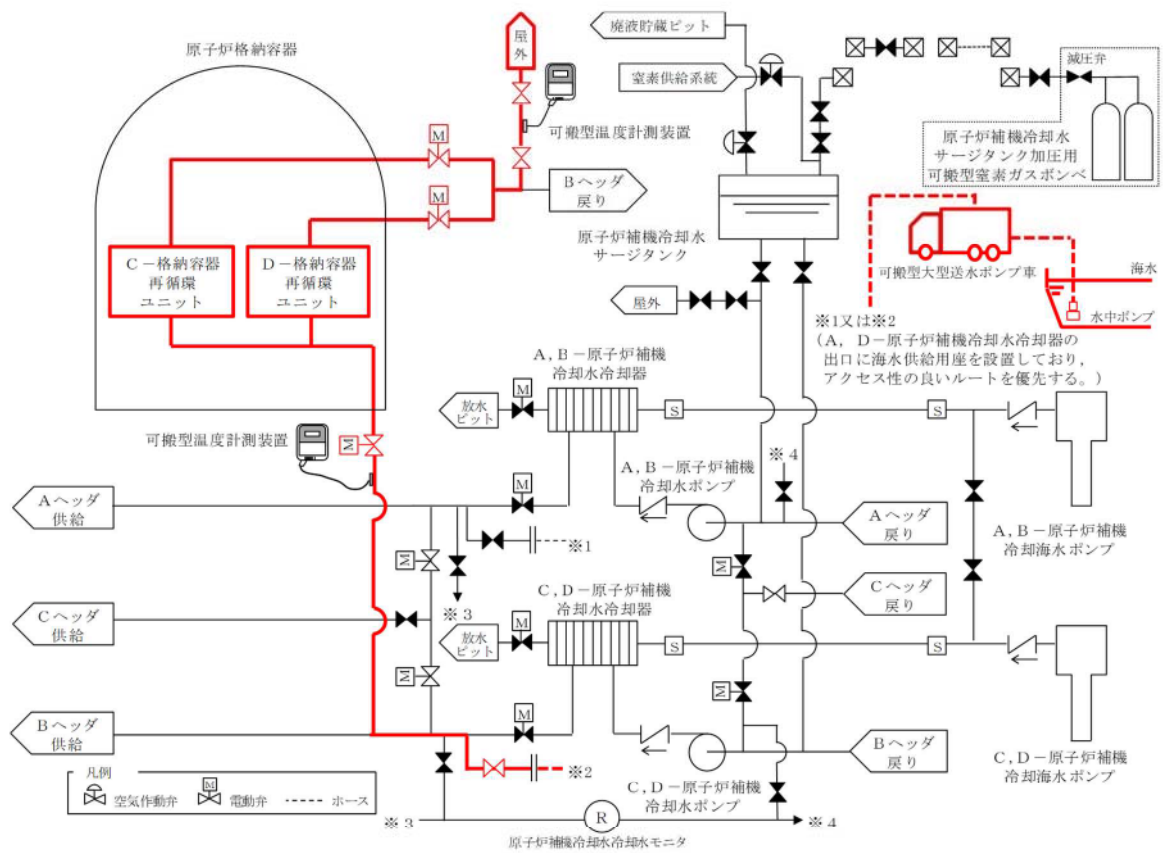 原子炉格納容器
屋
外
可搬型温度計測装置
M
M
Bヘッダ
戻り
C－格納容器
再循環
ユニット
D－格納容器
再循環
ユニット
廃液貯蔵ピット
窒素供給系統
減圧弁
原子炉補機冷却水
サージタンク加圧用
可搬型窒素ガスボンベ
原子炉補機冷却水
サージタンク
屋外
可搬型大型送水ポンプ車
海水
水中ポンプ
※1又は※2
（A，D－原子炉補機冷却水冷却器の
出口に海水供給用座を設置しており，
アクセス性の良いルートを優先する。）
A，B－原子炉補機
冷却水冷却器
放水
ピット
M
S
S
可搬型温度計測装置
M
A，B－原子炉補機
冷却水ポンプ
※4
M
Aヘッダ
供給
※1
Aヘッダ
戻り
A，B－原子炉補機
冷却海水ポンプ
M
M
※3
Cヘッダ
戻り
Cヘッダ
供給
C，D－原子炉補機
冷却水冷却器
放水
ピット
M
S
S
M
M
M
Bヘッダ
供給
Bヘッダ
戻り
C，D－原子炉補機
冷却海水ポンプ
※2
C，D－原子炉補機
冷却水ポンプ
凡例
空気作動弁
M
電動弁
ホース
※3
R
※4
原子炉補機冷却水冷却水モニタ